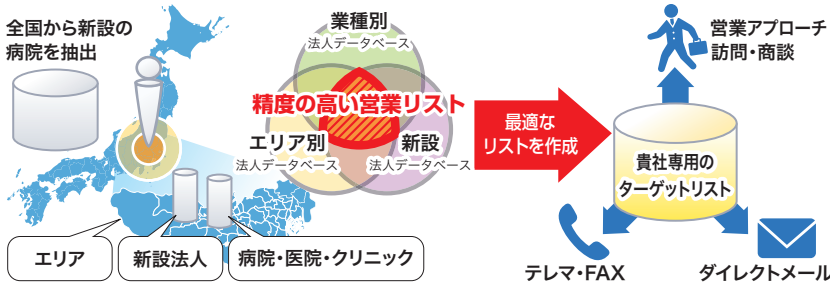 全国から新設の
病院を抽出
エリア
新設法人
病院・医院・クリニック
業種別
法人データベース
精度の高い営業リスト
エリア別
法人データベース
新設
法人データベース
最適な
リストを作成
営業アプローチ
訪問・商談
貴社専用の
ターゲットリスト
テレマ・FAX
ダイレクトメール